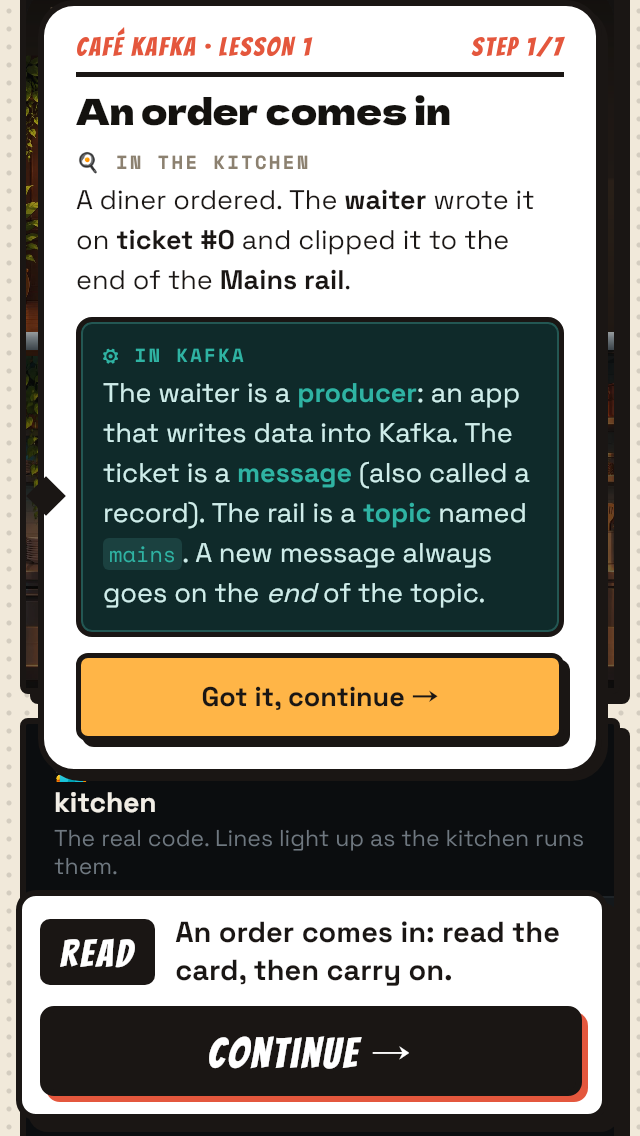 CAFÉ KAFKA · LESSON 1
STEP 1/7
An order comes in
IN THE KITCHEN
A diner ordered. The waiter wrote it
on ticket #0 and clipped it to the
end of the Mains rail.
IN KAFKA
The waiter is a producer: an app
that writes data into Kafka. The
ticket is a message (also called a
record). The rail is a topic named
mains. A new message always
goes on the end of the topic.
Got it, continue →
kitchen
The real code. Lines light up as the kitchen runs
them.
READ
An order comes in: read the
card, then carry on.
CONTINUE →